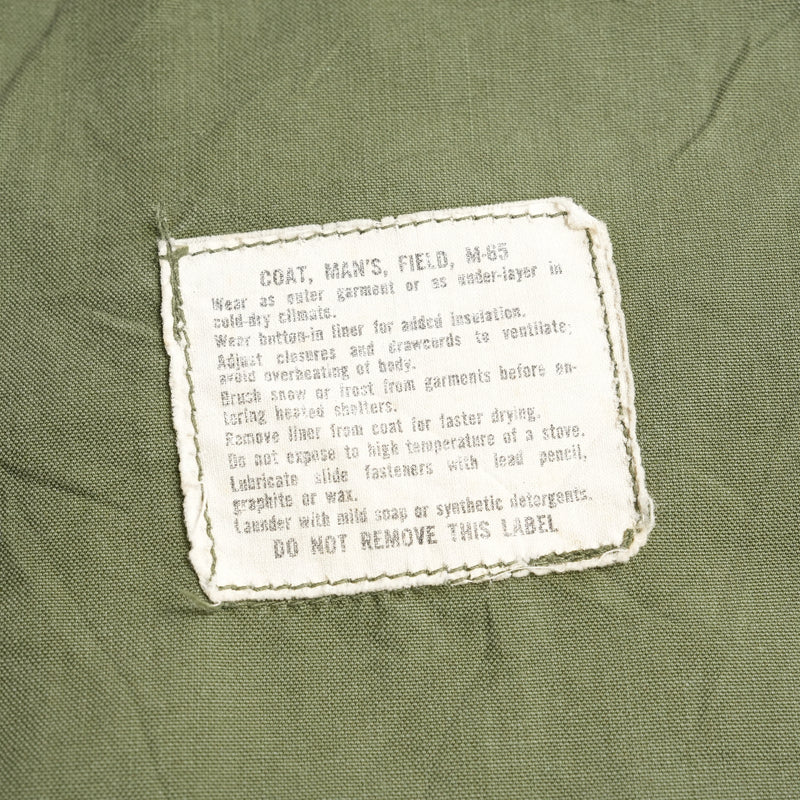 COAT, MAN'S, FIELD, M-65
Wear as outer garment or as under-layer in
cold-dry climate.
Wear button-in liner for added insulation.
Adjust closures and drawcords to ventilate;
avoid overheating of body.
Brush snow or frost from garments before en-
tering heated shelters.
Remove liner from coat for faster drying.
Do not expose to high temperature of a stove.
Lubricate slide fasteners with lead pencil,
graphite or wax.
Launder with mild soap or synthetic detergents.
DO NOT REMOVE THIS LABEL